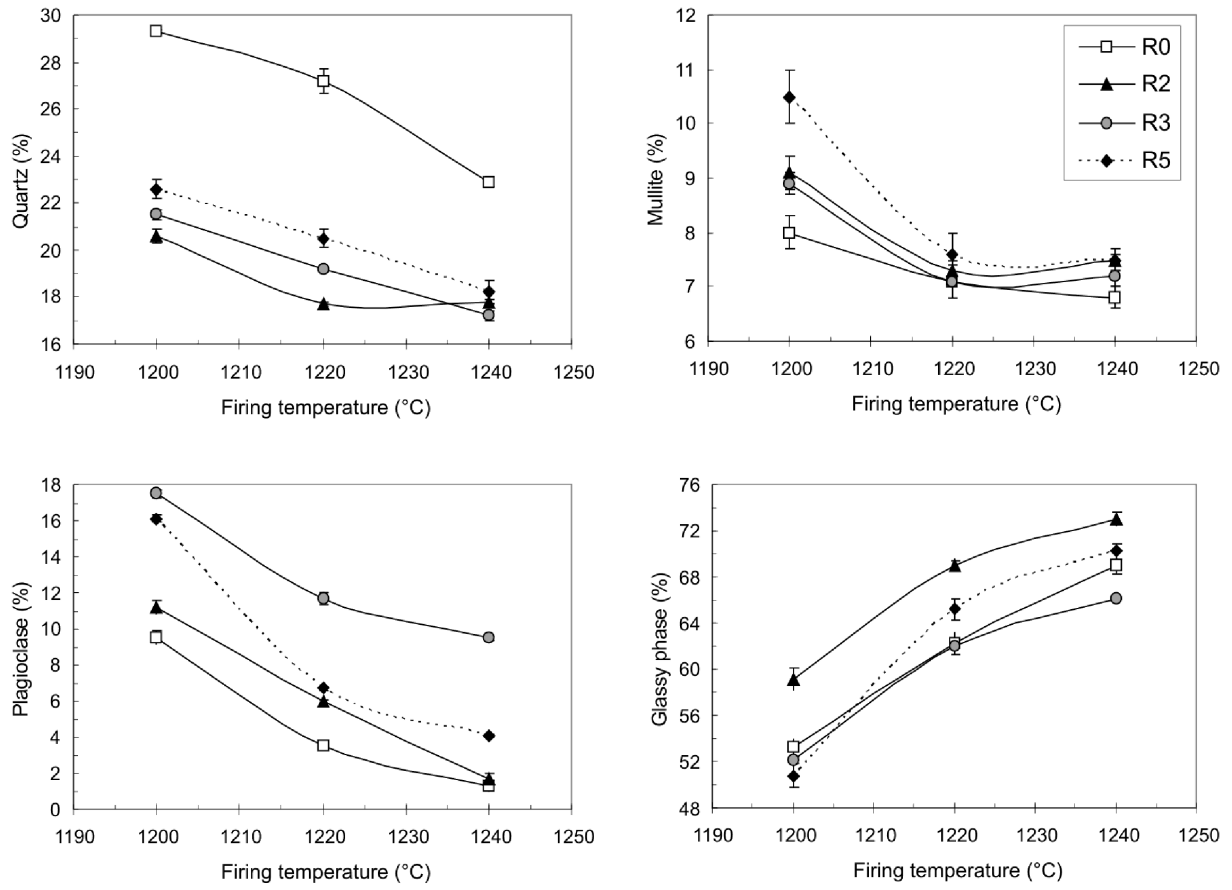 Quartz (%)
30
28
26
24
22
20
18
16
1190 1200 1210 1220 1230 1240 1250
Firing temperature (°C)
Mullite (%)
12
11
10
9
8
7
6
1190 1200 1210 1220 1230 1240 1250
Firing temperature (°C)
R0
R2
R3
R5
Plagioclase (%)
18
16
14
12
10
8
6
4
2
0
1190 1200 1210 1220 1230 1240 1250
Firing temperature (°C)
Glassy phase (%)
76
72
68
64
60
56
52
48
1190 1200 1210 1220 1230 1240 1250
Firing temperature (°C)